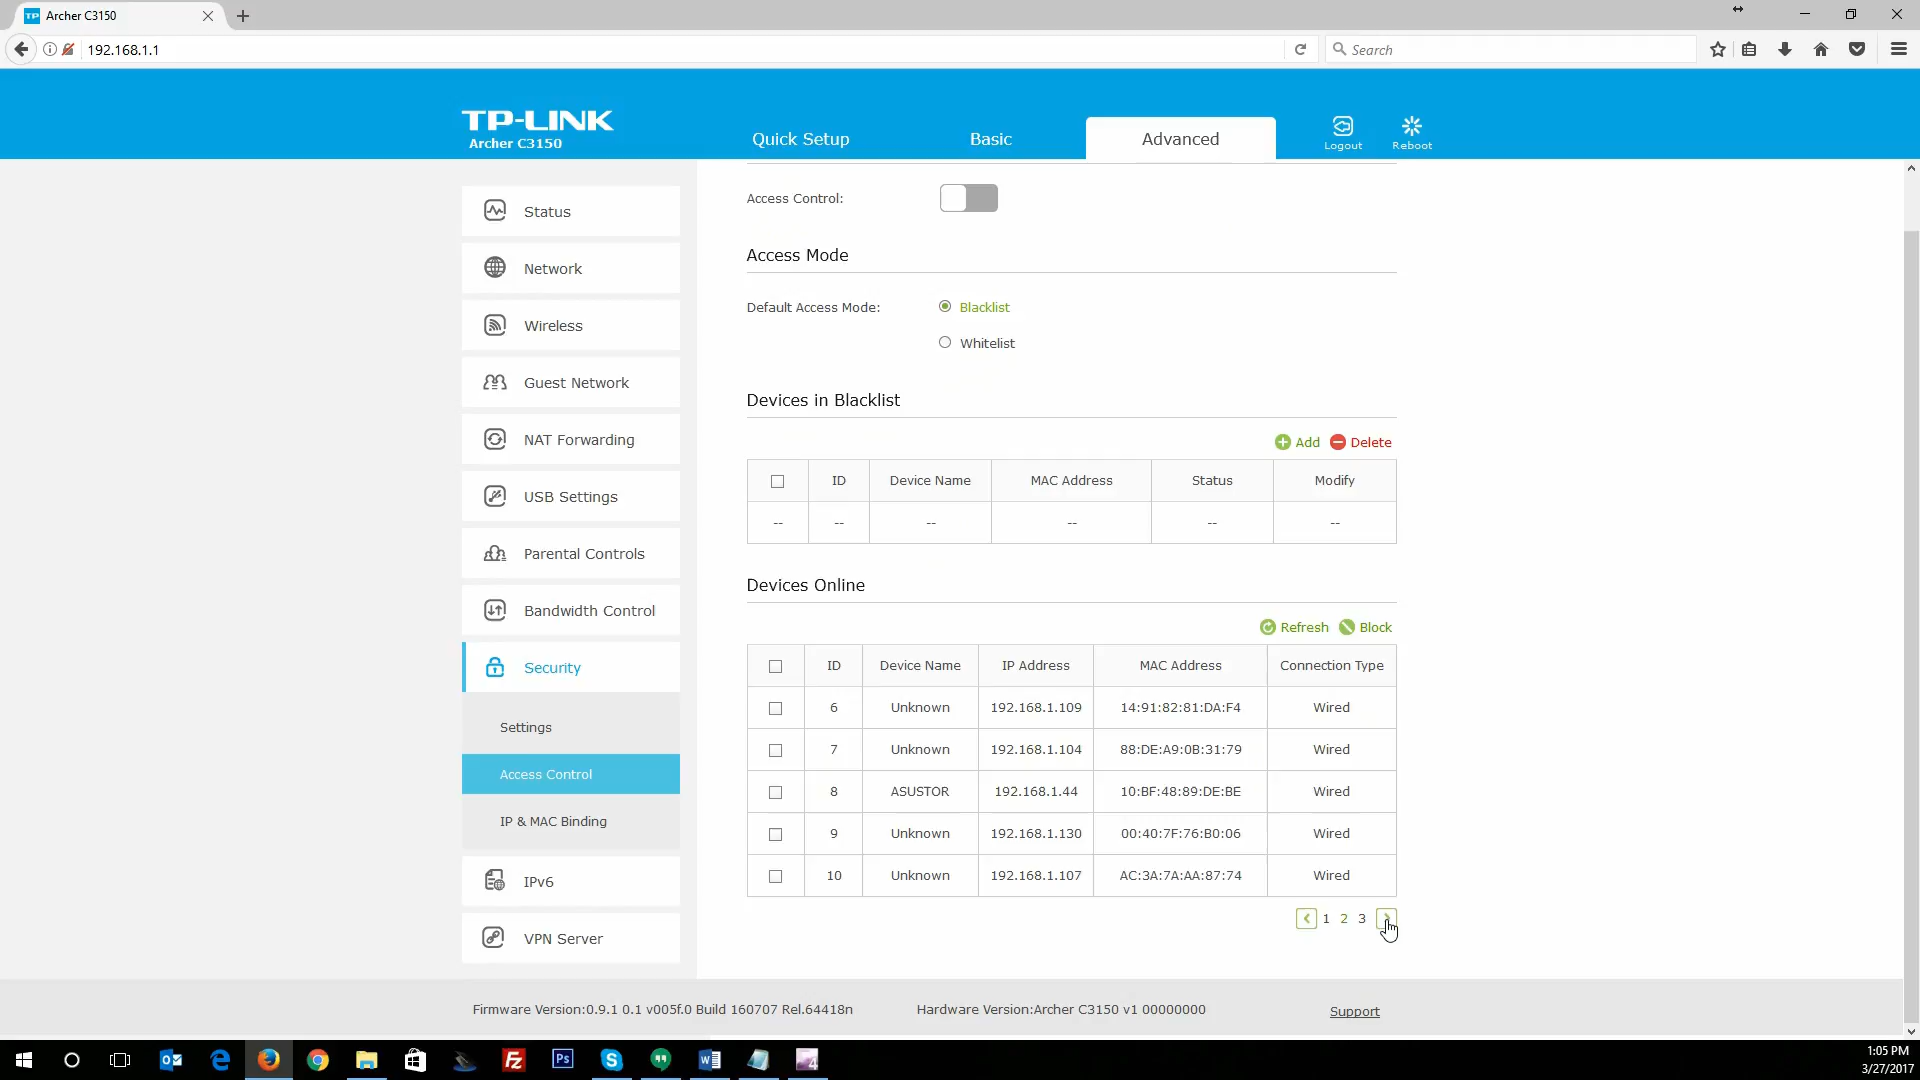 TP Archer C3150
192.168.1.1
Search
TP-LINK
Archer C3150
Quick Setup
Basic
Advanced
Logout
Reboot
Status
Network
Wireless
Guest Network
NAT Forwarding
USB Settings
Parental Controls
Bandwidth Control
Security
Settings
Access Control
IP & MAC Binding
IPv6
VPN Server
Access Control:
Access Mode
Default Access Mode: Blacklist
Whitelist
Devices in Blacklist
Add Delete
ID Device Name MAC Address Status Modify
-- -- -- -- -- --
Devices Online
Refresh Block
ID Device Name IP Address MAC Address Connection Type
6 Unknown 192.168.1.109 14:91:82:81:DA:F4 Wired
7 Unknown 192.168.1.104 88:DE:A9:0B:31:79 Wired
8 ASUSTOR 192.168.1.44 10:BF:48:89:DE:BE Wired
9 Unknown 192.168.1.130 00:40:7F:76:B0:06 Wired
10 Unknown 192.168.1.107 AC:3A:7A:AA:87:74 Wired
1 2 3
Firmware Version:0.9.1 0.1 v005f.0 Build 160707 Rel.64418n Hardware Version:Archer C3150 v1 00000000 Support
1:05 PM
3/27/2017